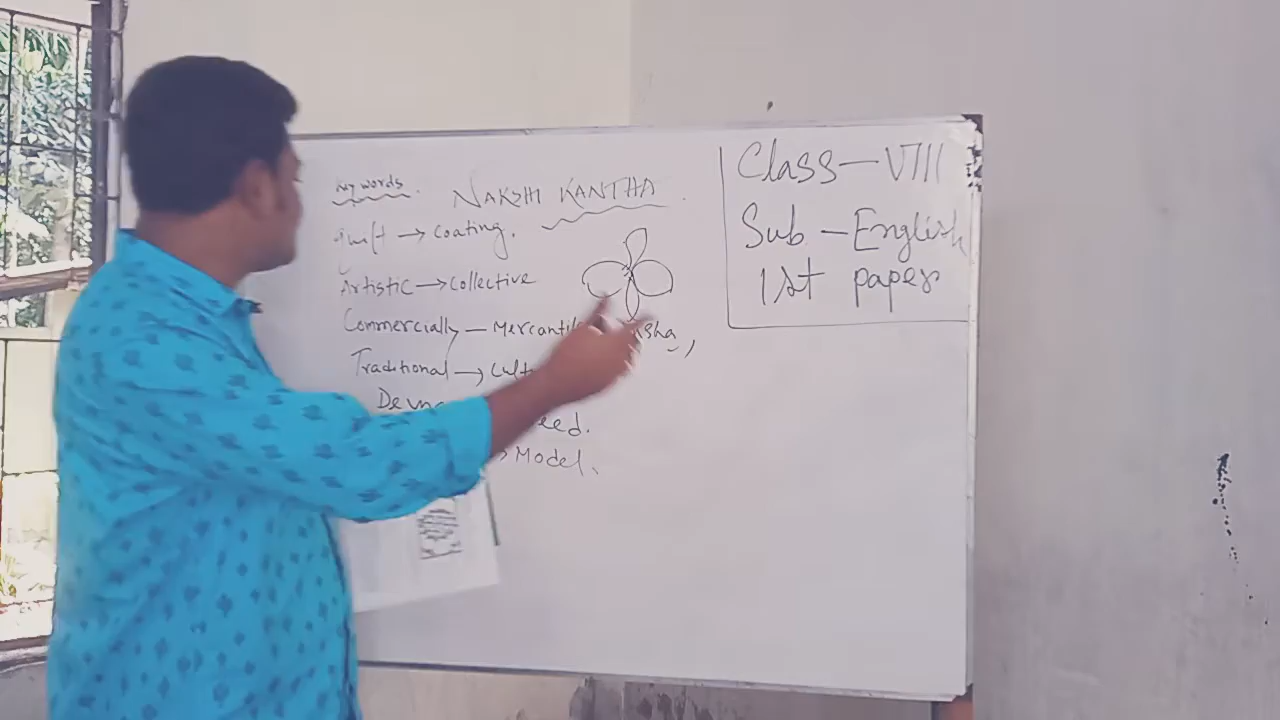 key words.
NAKSHI KANTHA.
quilt → coating.
Artistic → Collective
Commercially — Mercantile
Traditional →
eed.
→ Model.
Class — VIII
Sub — English
1st paper